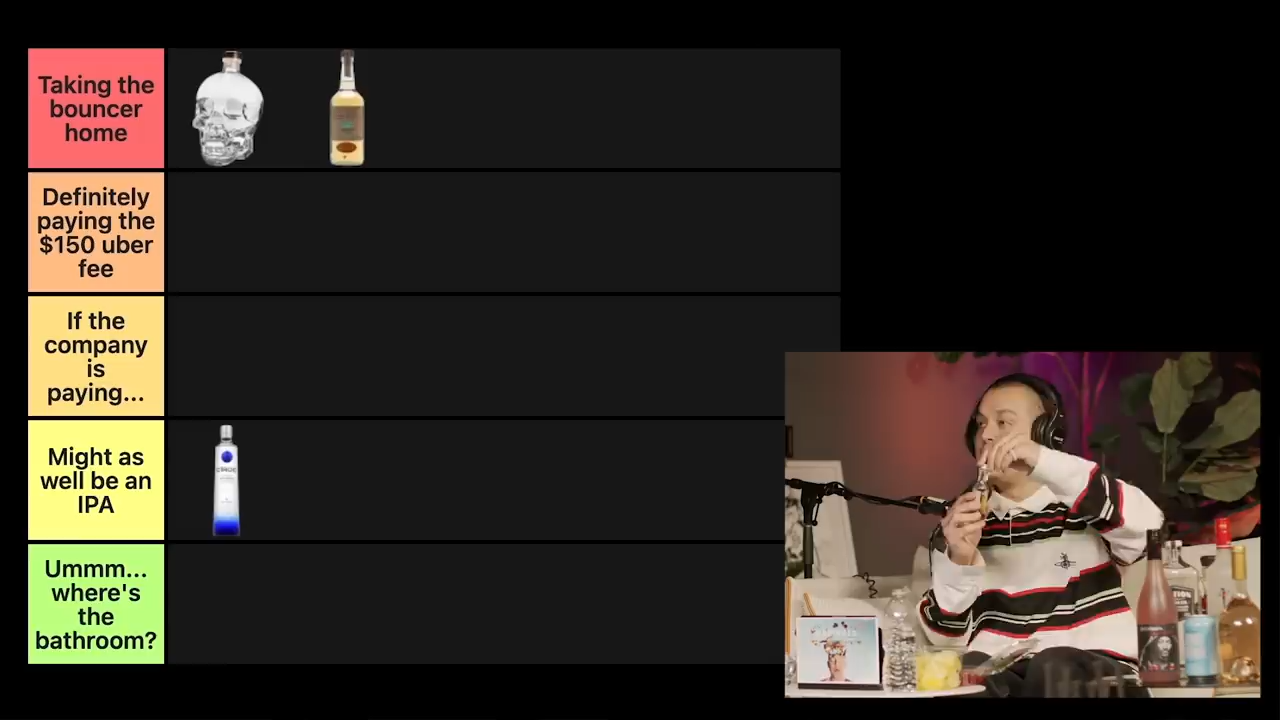 Taking the
bouncer
home
Definitely
paying the
$150 uber
fee
If the
company
is
paying...
Might as
well be an
IPA
CIROC
Ummm...
where's
the
bathroom?